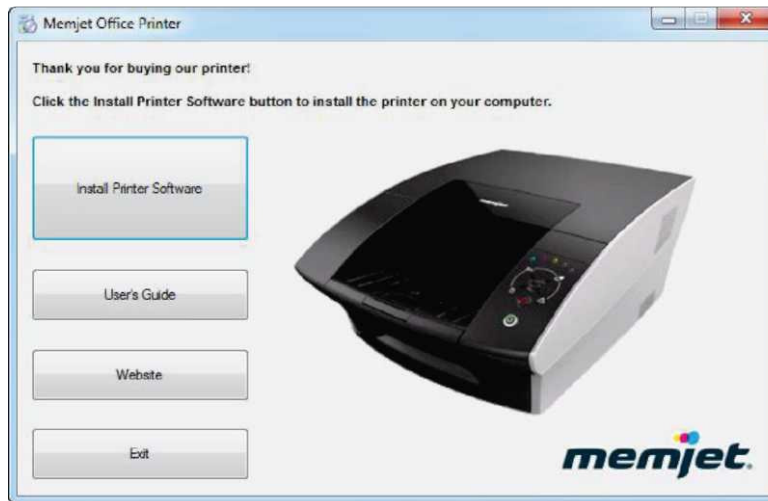 Memjet Office Printer
Thank you for buying our printer!
Click the Install Printer Software button to install the printer on your computer.
Install Printer Software
User's Guide
Website
Exit
memjet
memjet.